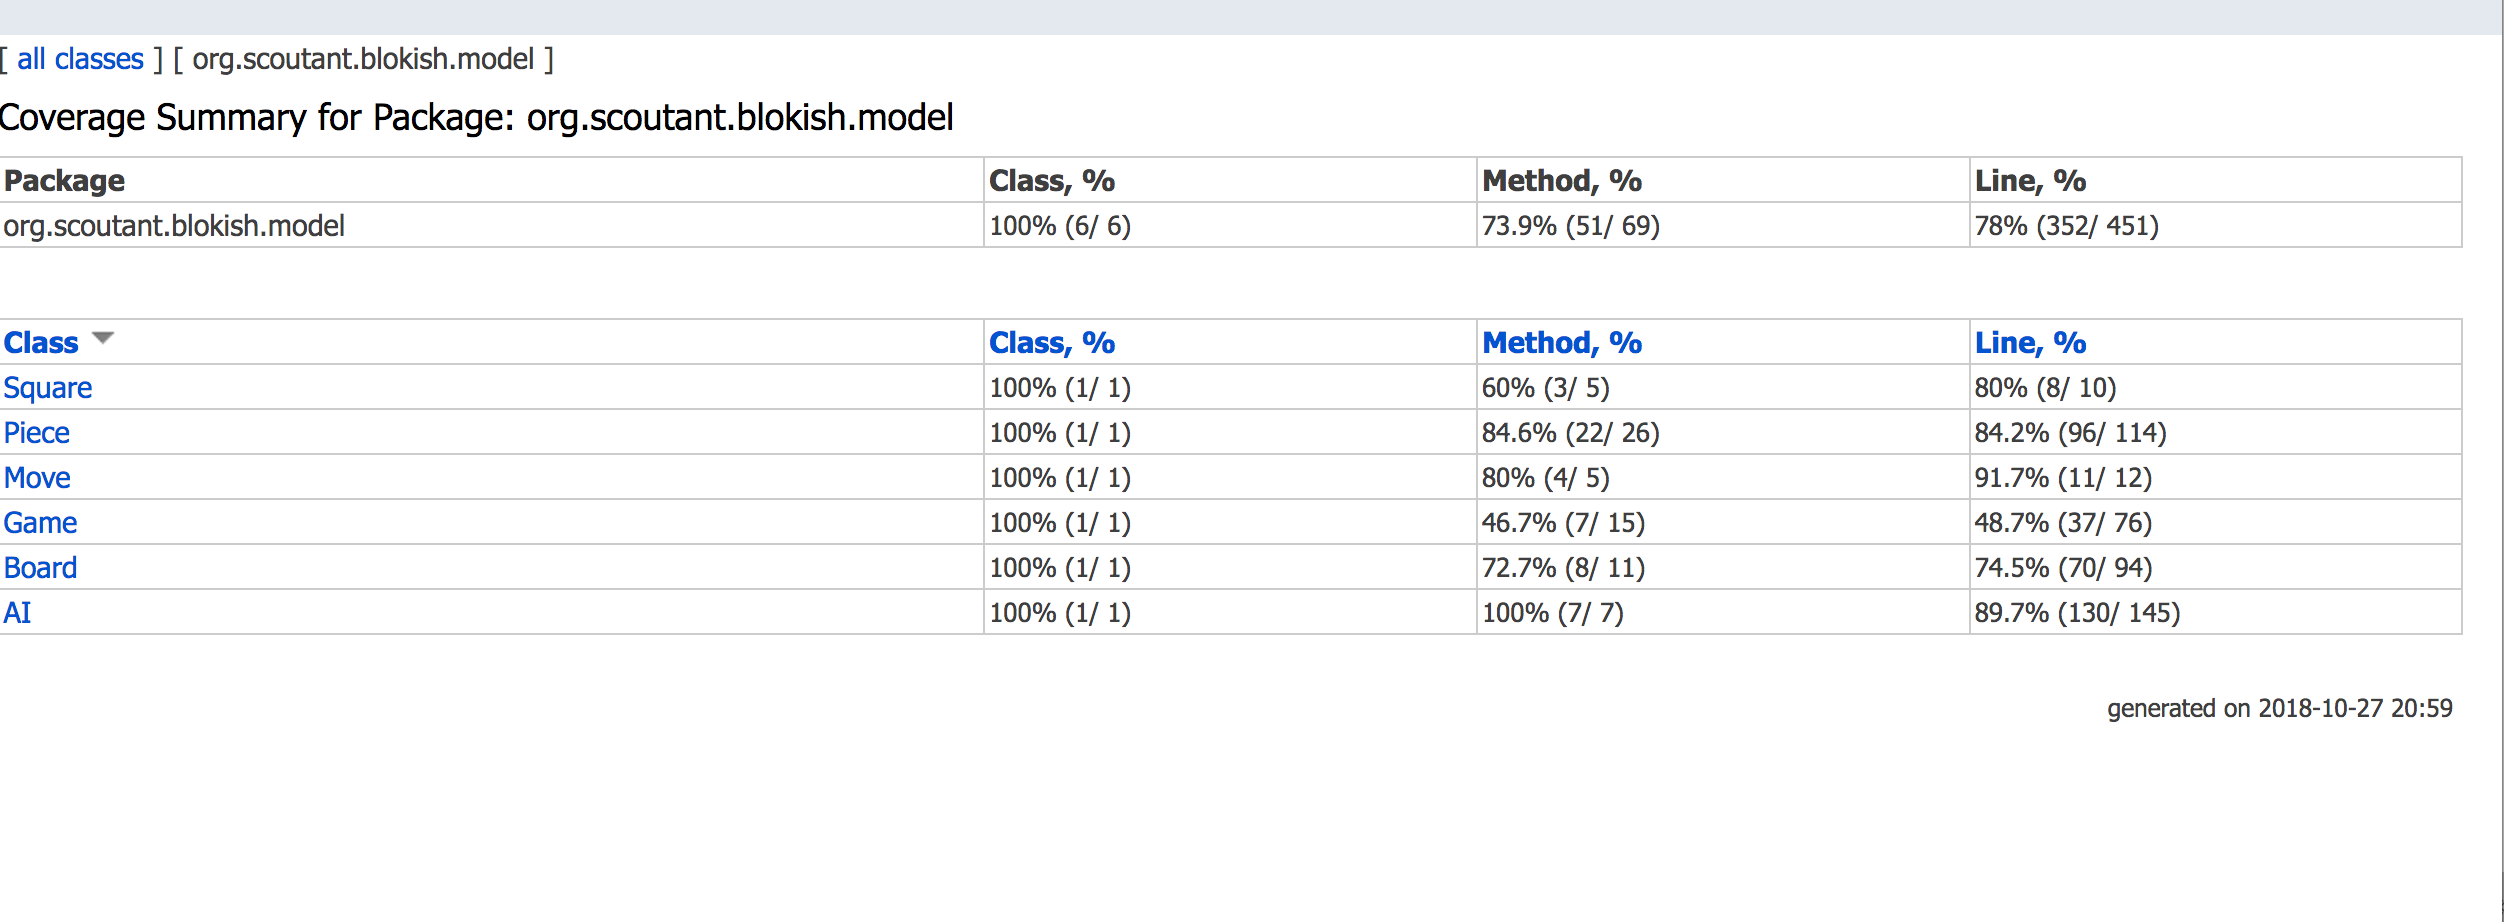 [ all classes ] [ org.scoutant.blokish.model ]
Coverage Summary for Package: org.scoutant.blokish.model
Package Class, % Method, % Line, %
org.scoutant.blokish.model 100% (6/ 6) 73.9% (51/ 69) 78% (352/ 451)
Class Class, % Method, % Line, %
Square 100% (1/ 1) 60% (3/ 5) 80% (8/ 10)
Piece 100% (1/ 1) 84.6% (22/ 26) 84.2% (96/ 114)
Move 100% (1/ 1) 80% (4/ 5) 91.7% (11/ 12)
Game 100% (1/ 1) 46.7% (7/ 15) 48.7% (37/ 76)
Board 100% (1/ 1) 72.7% (8/ 11) 74.5% (70/ 94)
AI 100% (1/ 1) 100% (7/ 7) 89.7% (130/ 145)
generated on 2018-10-27 20:59